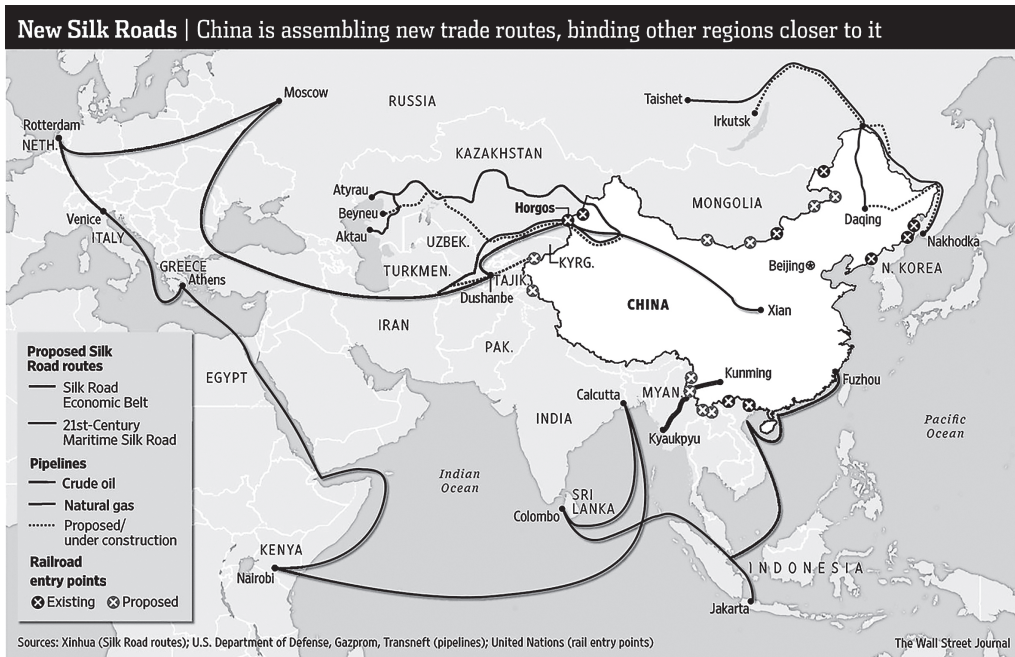 New Silk Roads | China is assembling new trade routes, binding other regions closer to it
Moscow
RUSSIA
Taishet
Irkutsk
Rotterdam
NETH.
KAZAKHSTAN
Atyrau
Beyneu
Aktau
Horgos
MONGOLIA
Daqing
Nakhodka
Venice
ITALY
UZBEK.
GREECE
Athens
TURKMEN.
TAJIK.
KYRG.
Beijing
N. KOREA
Dushanbe
CHINA
Xian
IRAN
PAK.
EGYPT
Kunming
Fuzhou
Calcutta
MYAN.
INDIA
Kyaukpyu
Pacific
Ocean
Indian
Ocean
SRI
LANKA
Colombo
KENYA
Nairobi
INDONESIA
Jakarta
Proposed Silk
Road routes
Silk Road
Economic Belt
21st-Century
Maritime Silk Road
Pipelines
Crude oil
Natural gas
Proposed/
under construction
Railroad
entry points
Existing
Proposed
Sources: Xinhua (Silk Road routes); U.S. Department of Defense, Gazprom, Transneft (pipelines); United Nations (rail entry points)
The Wall Street Journal